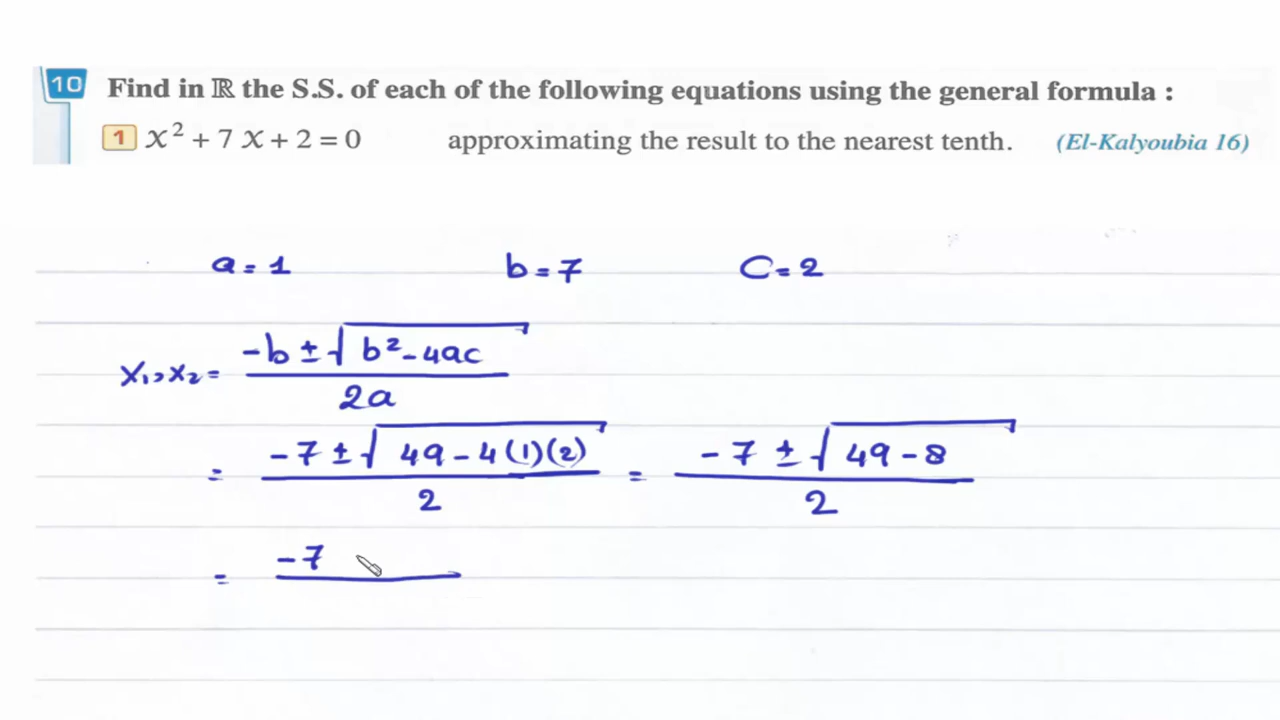 10 Find in ℝ the S.S. of each of the following equations using the general formula :
1 x² + 7 x + 2 = 0 approximating the result to the nearest tenth. (El-Kalyoubia 16)
a = 1 b = 7 C = 2
x₁, x₂ = (-b ± √(b² - 4ac)) / 2a
= (-7 ± √(49 - 4(1)(2))) / 2 = (-7 ± √(49 - 8)) / 2
= -7